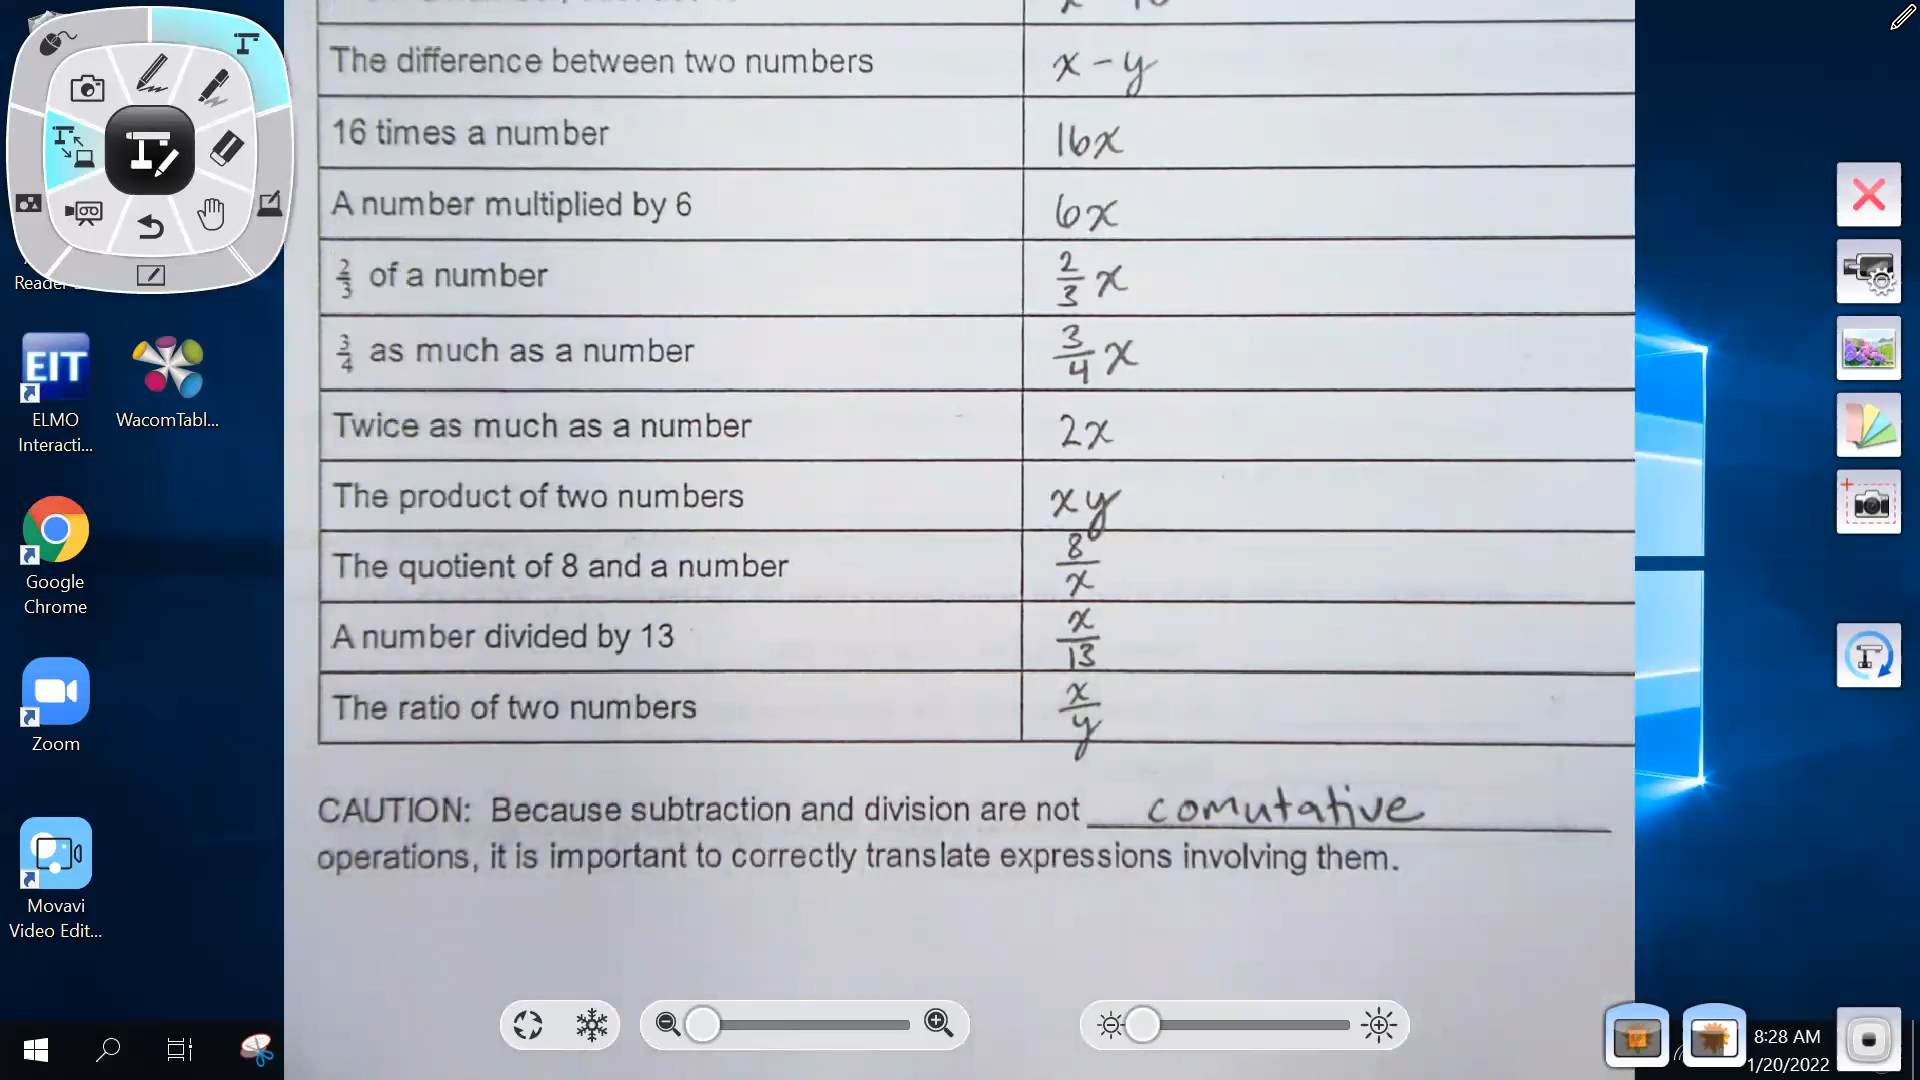 The difference between two numbers x - y
16 times a number 16x
A number multiplied by 6 6x
2/3 of a number 2/3 x
3/4 as much as a number 3/4 x
Twice as much as a number 2x
The product of two numbers xy
The quotient of 8 and a number 8/x
A number divided by 13 x/13
The ratio of two numbers x/y
CAUTION: Because subtraction and division are not comutative
operations, it is important to correctly translate expressions involving them.
Reader
EIT
ELMO
Interacti...
WacomTabl...
Google
Chrome
Zoom
Movavi
Video Edit...
8:28 AM
1/20/2022